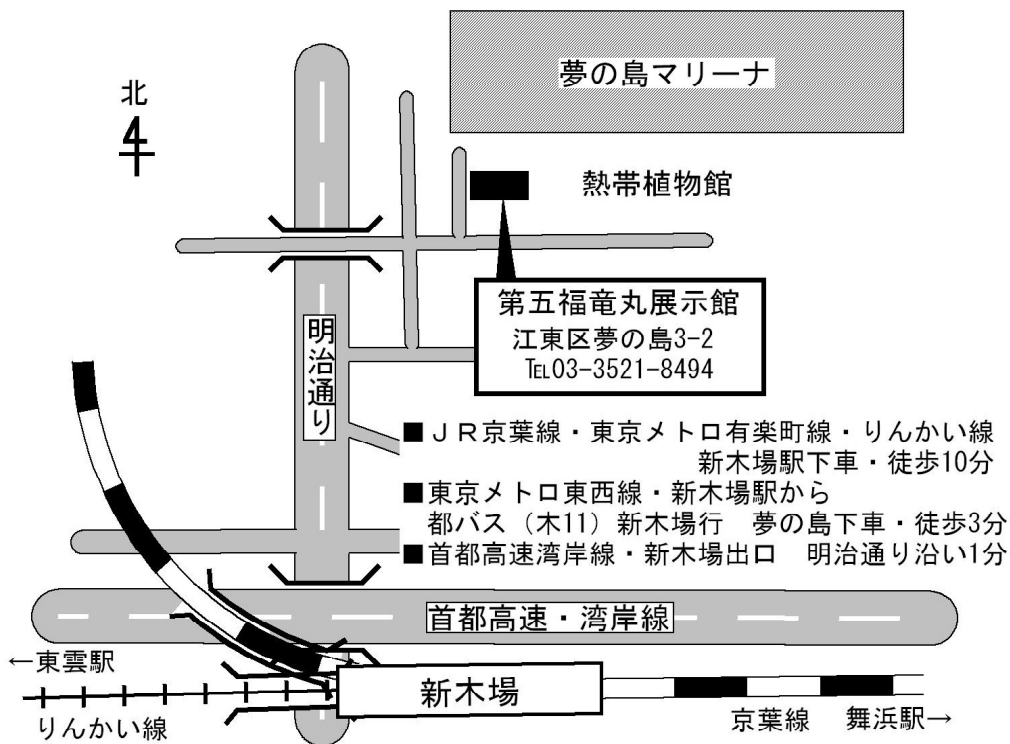 夢の島マリーナ
北
熱帯植物館
第五福竜丸展示館
江東区夢の島3-2
℡03-3521-8494
明治通り
■ＪＲ京葉線・東京メトロ有楽町線・りんかい線
新木場駅下車・徒歩10分
■東京メトロ東西線・新木場駅から
都バス（木11）新木場行　夢の島下車・徒歩3分
■首都高速湾岸線・新木場出口　明治通り沿い1分
首都高速・湾岸線
←東雲駅
新木場
りんかい線
京葉線　舞浜駅→